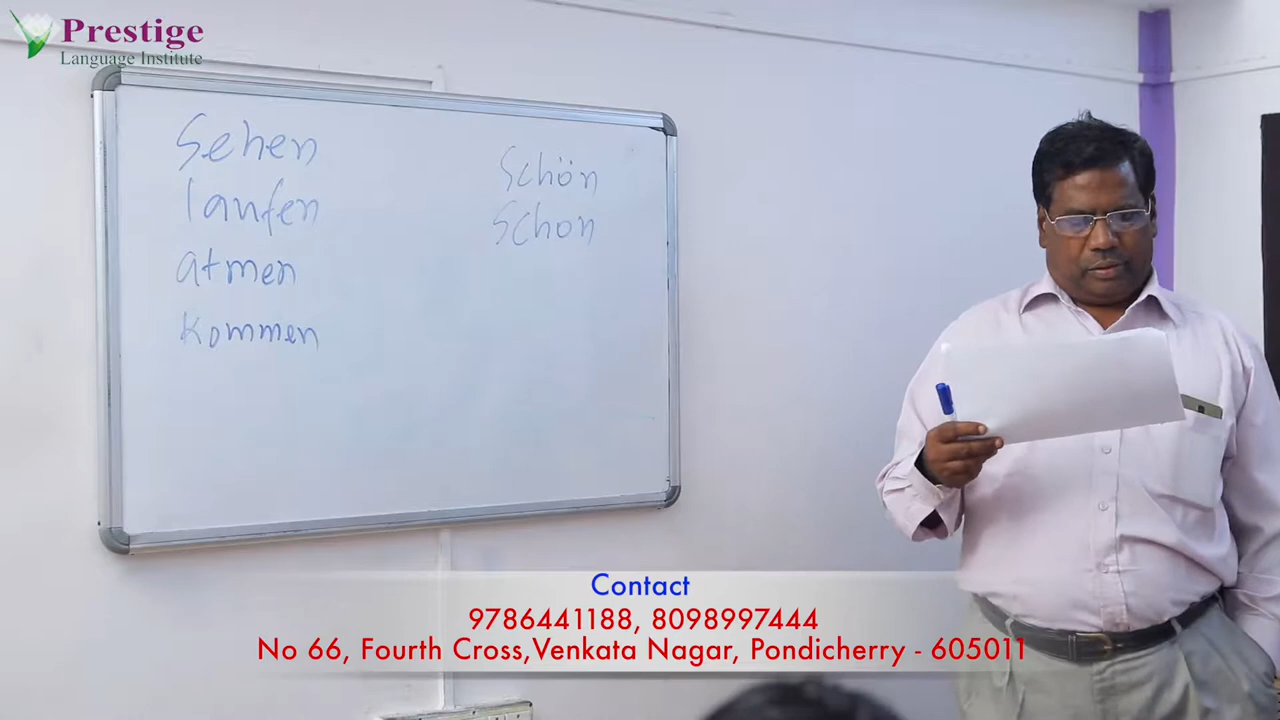 Prestige
Language Institute
Sehen
laufen
atmen
kommen
Schön
Schon
Contact
9786441188, 8098997444
No 66, Fourth Cross,Venkata Nagar, Pondicherry - 605011